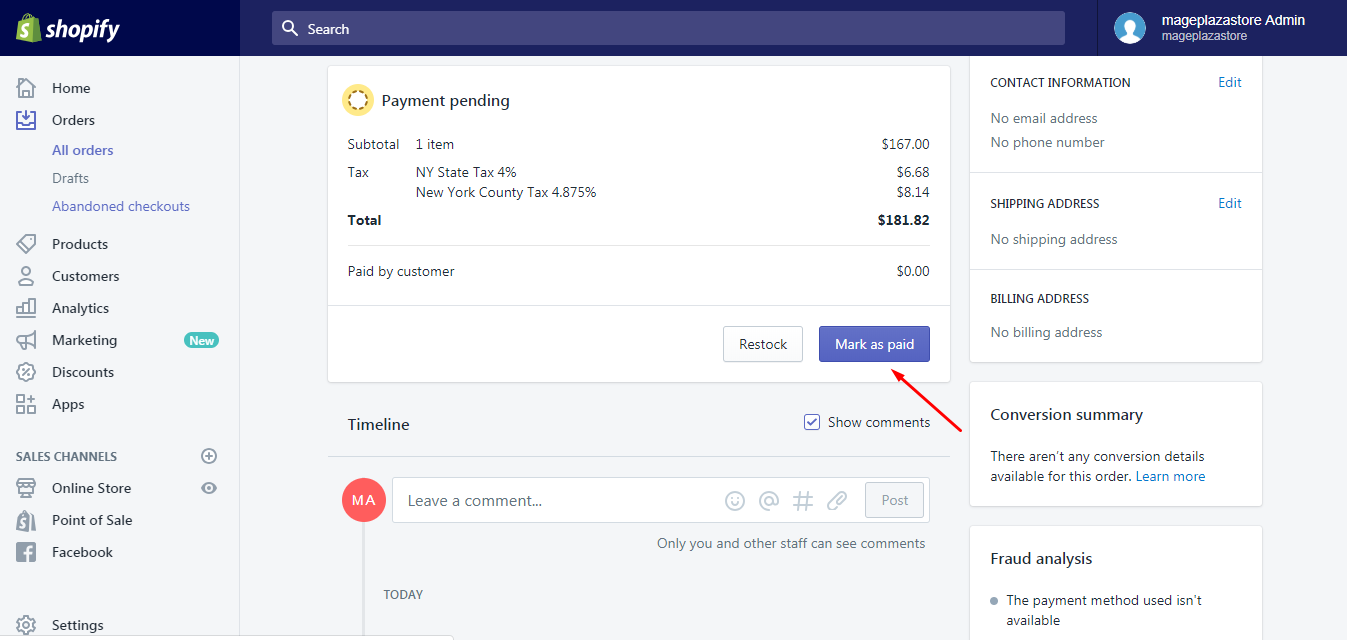 shopify
Search
mageplazastore Admin
mageplazastore
Home
Orders
All orders
Drafts
Abandoned checkouts
Products
Customers
Analytics
Marketing New
Discounts
Apps
SALES CHANNELS
Online Store
Point of Sale
Facebook
Settings
Payment pending
Subtotal 1 item $167.00
Tax NY State Tax 4% $6.68
New York County Tax 4.875% $8.14
Total $181.82
Paid by customer $0.00
Restock Mark as paid
Timeline Show comments
MA Leave a comment... Post
Only you and other staff can see comments
TODAY
CONTACT INFORMATION Edit
No email address
No phone number
SHIPPING ADDRESS Edit
No shipping address
BILLING ADDRESS
No billing address
Conversion summary
There aren't any conversion details
available for this order. Learn more
Fraud analysis
The payment method used isn't
available